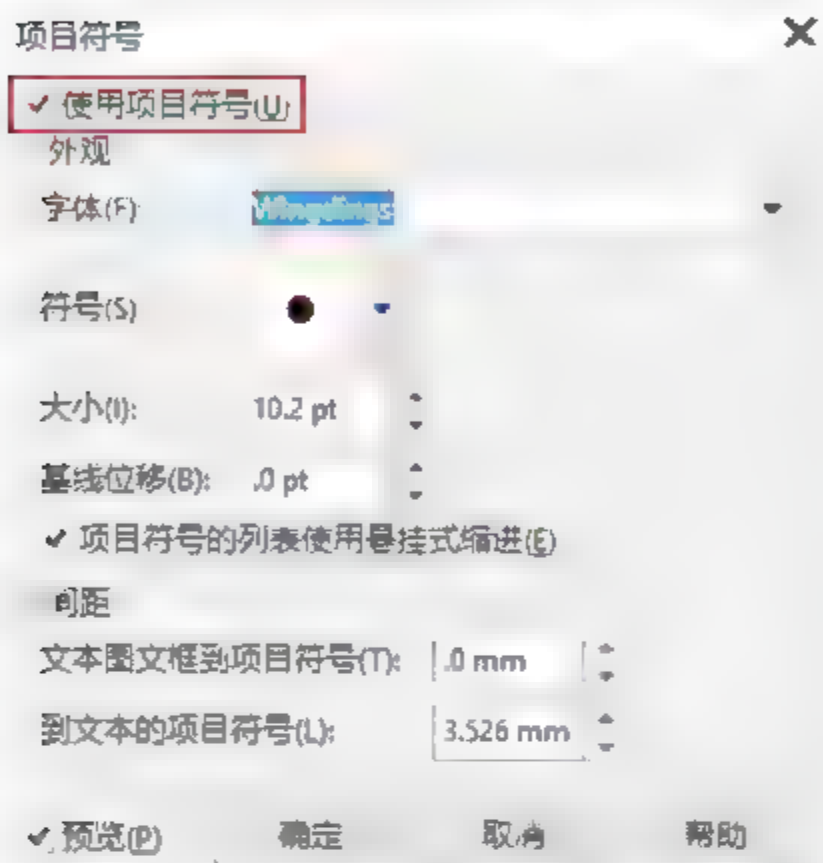 项目符号
使用项目符号(U)
外观
字体(F)
Wingdings
符号(S)
大小(I): 10.2 pt
基线位移(B): .0 pt
项目符号的列表使用悬挂式缩进(E)
间距
文本图文框到项目符号(T): .0 mm
到文本的项目符号(L): 3.526 mm
预览(P) 确定 取消 帮助